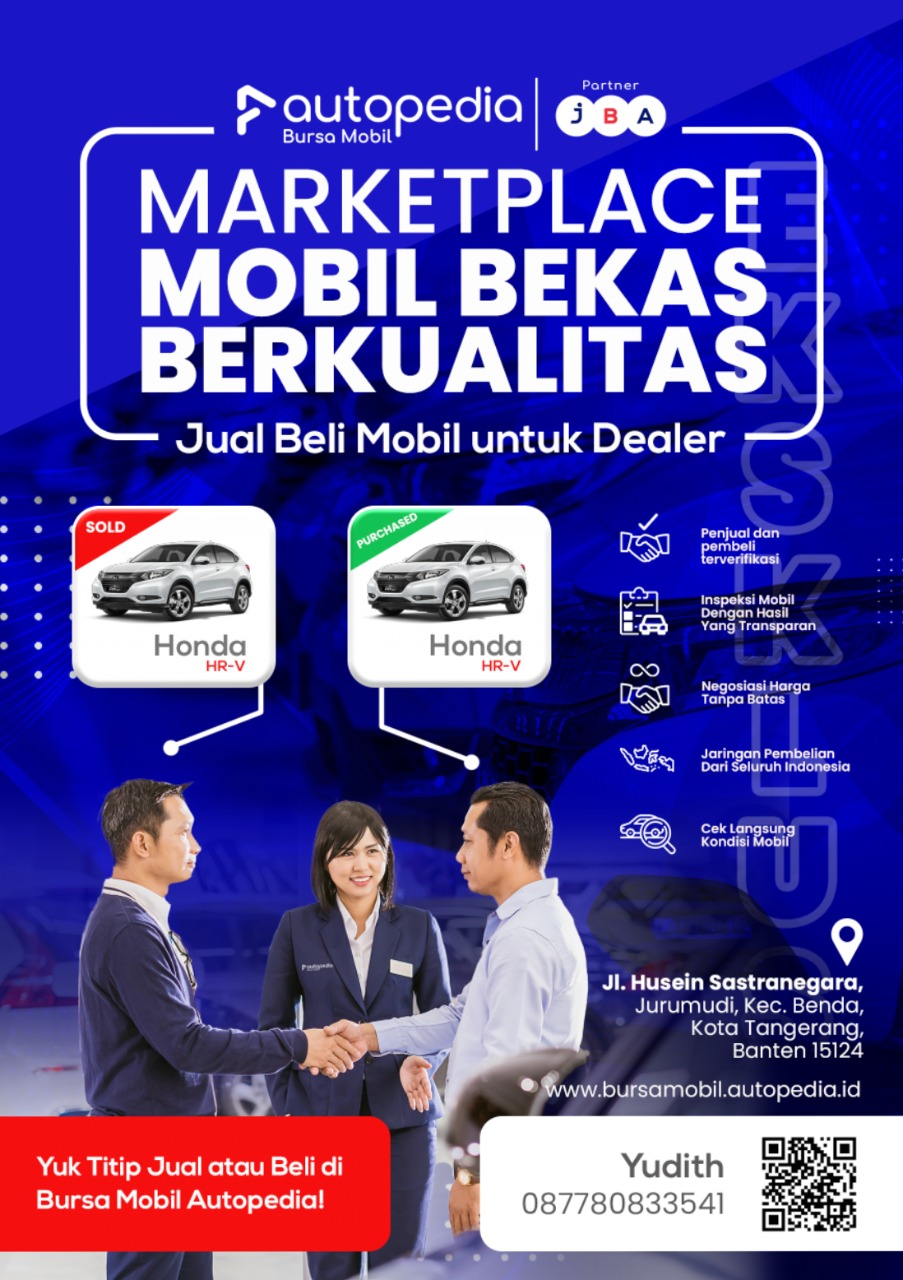 autopedia
Bursa Mobil
Partner
JBA
MARKETPLACE
MOBIL BEKAS
BERKUALITAS
Jual Beli Mobil untuk Dealer
SOLD
Honda
HR-V
PURCHASED
Honda
HR-V
Penjual dan
pembeli
terverifikasi
Inspeksi Mobil
Dengan Hasil
Yang Transparan
Negosiasi Harga
Tanpa Batas
Jaringan Pembelian
Dari Seluruh Indonesia
Cek Langsung
Kondisi Mobil
autopedia
Jl. Husein Sastranegara,
Jurumudi, Kec. Benda,
Kota Tangerang,
Banten 15124
www.bursamobil.autopedia.id
Yuk Titip Jual atau Beli di
Bursa Mobil Autopedia!
Yudith
087780833541